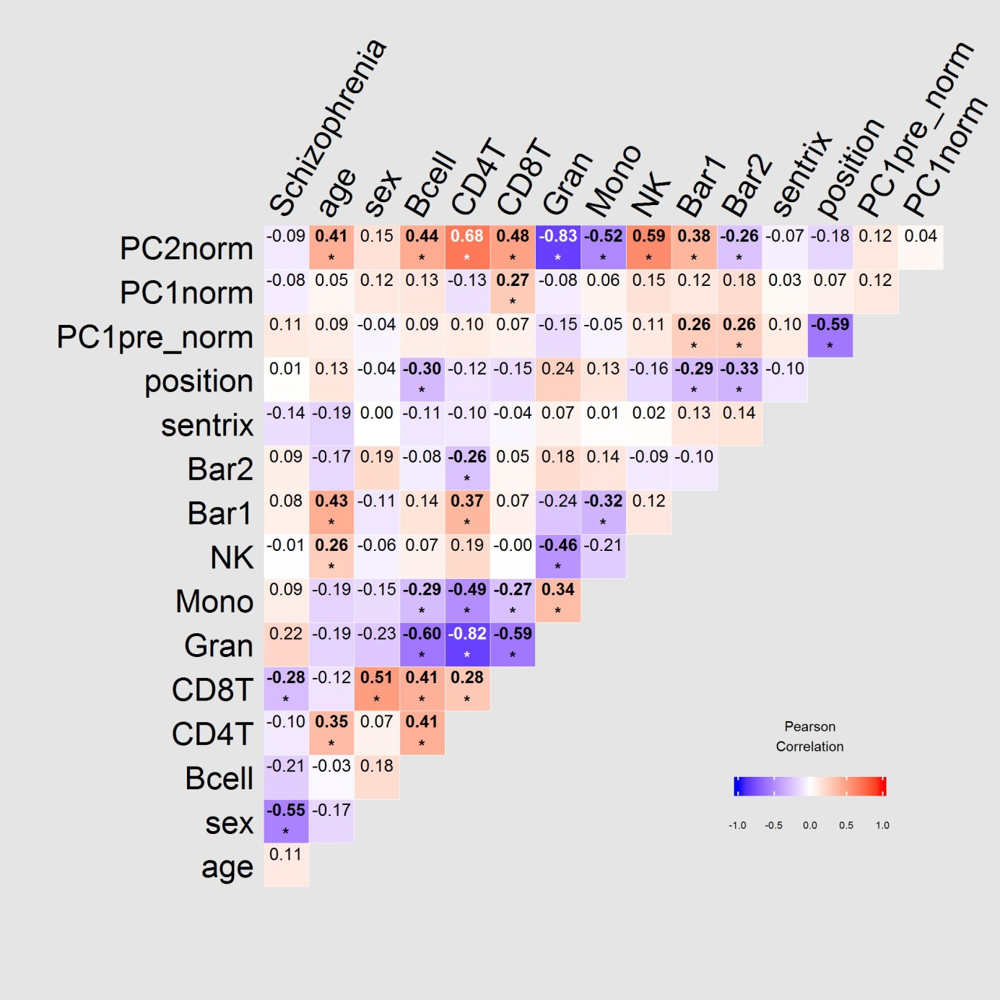 Schizophrenia age sex Bcell CD4T CD8T Gran Mono NK Bar1 Bar2 sentrix position PC1pre_norm PC1norm
PC2norm -0.09 0.41 0.15 0.44 0.68 0.48 -0.83 -0.52 0.59 0.38 -0.26 -0.07 -0.18 0.12 0.04
* * * * * * * * *
PC1norm -0.08 0.05 0.12 0.13 -0.13 0.27 -0.08 0.06 0.15 0.12 0.18 0.03 0.07 0.12
*
PC1pre_norm 0.11 0.09 -0.04 0.09 0.10 0.07 -0.15 -0.05 0.11 0.26 0.26 0.10 -0.59
* * *
position 0.01 0.13 -0.04 -0.30 -0.12 -0.15 0.24 0.13 -0.16 -0.29 -0.33 -0.10
* * *
sentrix -0.14 -0.19 0.00 -0.11 -0.10 -0.04 0.07 0.01 0.02 0.13 0.14
Bar2 0.09 -0.17 0.19 -0.08 -0.26 0.05 0.18 0.14 -0.09 -0.10
*
Bar1 0.08 0.43 -0.11 0.14 0.37 0.07 -0.24 -0.32 0.12
* * *
NK -0.01 0.26 -0.06 0.07 0.19 -0.00 -0.46 -0.21
* *
Mono 0.09 -0.19 -0.15 -0.29 -0.49 -0.27 0.34
* * * *
Gran 0.22 -0.19 -0.23 -0.60 -0.82 -0.59
* * *
CD8T -0.28 -0.12 0.51 0.41 0.28
* * * *
CD4T -0.10 0.35 0.07 0.41
* *
Bcell -0.21 -0.03 0.18
sex -0.55 -0.17
*
age 0.11
Pearson
Correlation
-1.0 -0.5 0.0 0.5 1.0